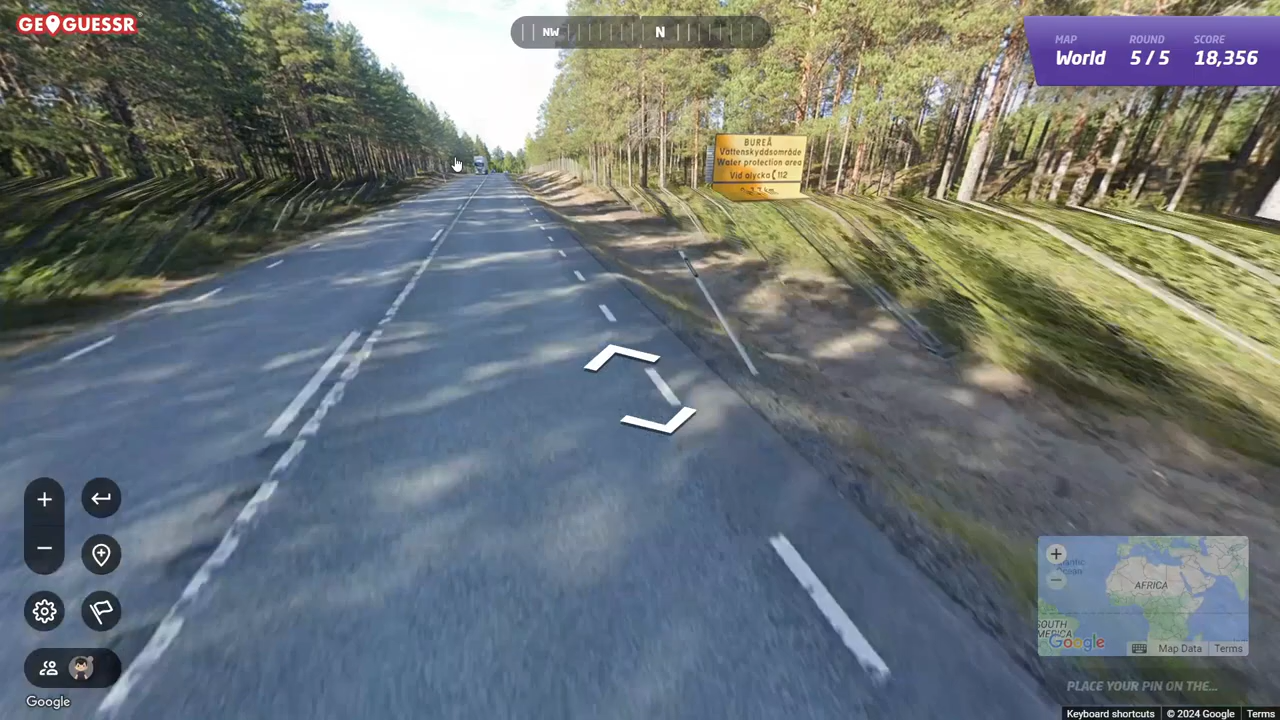 GEOGUESSR
NW
N
MAP
World
ROUND
5 / 5
SCORE
18,356
BUREÅ
Vattenskyddsområde
Water protection area
Vid olycka 112
AFRICA
SOUTH
AMERICA
Google
Map Data
Terms
PLACE YOUR PIN ON THE...
Google
Keyboard shortcuts
© 2024 Google
Terms